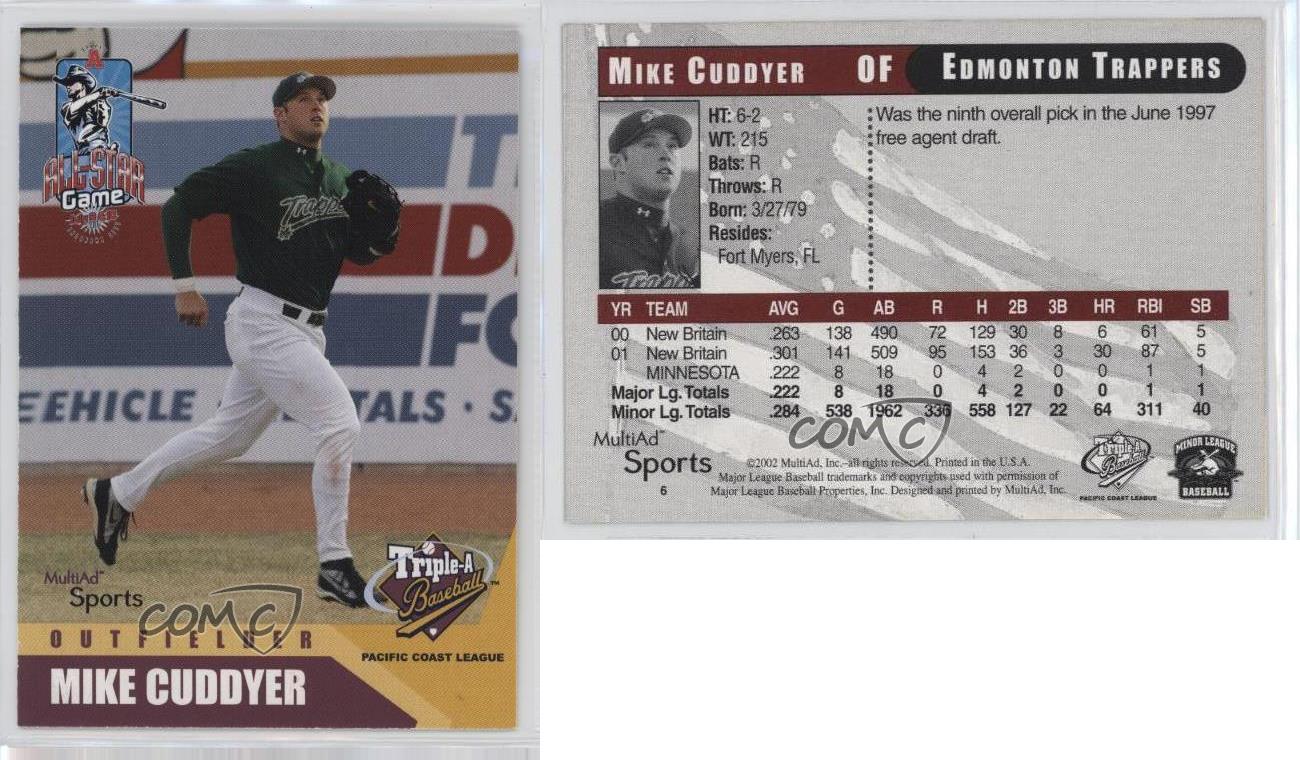 ALL-STAR
Game
Trappe
T
D
FO
EEHICLE
TALS · S
MultiAd™
Sports
COMC
Triple-A
Baseball™
OUTFIELDER
PACIFIC COAST LEAGUE
MIKE CUDDYER
MIKE CUDDYER OF EDMONTON TRAPPERS
HT: 6-2
WT: 215
Bats: R
Throws: R
Born: 3/27/79
Resides:
Fort Myers, FL
Was the ninth overall pick in the June 1997
free agent draft.
YR TEAM AVG G AB R H 2B 3B HR RBI SB
00 New Britain .263 138 490 72 129 30 8 6 61 5
01 New Britain .301 141 509 95 153 36 3 30 87 5
MINNESOTA .222 8 18 0 4 2 0 0 1 1
Major Lg. Totals .222 8 18 0 4 2 0 0 1 1
Minor Lg. Totals .284 538 1962 336 558 127 22 64 311 40
COMC
MultiAd™
Sports
6
©2002 MultiAd, Inc.–all rights reserved. Printed in the U.S.A.
Major League Baseball trademarks and copyrights used with permission of
Major League Baseball Properties, Inc. Designed and printed by MultiAd, Inc.
Triple-A
Baseball
PACIFIC COAST LEAGUE
MINOR LEAGUE
BASEBALL